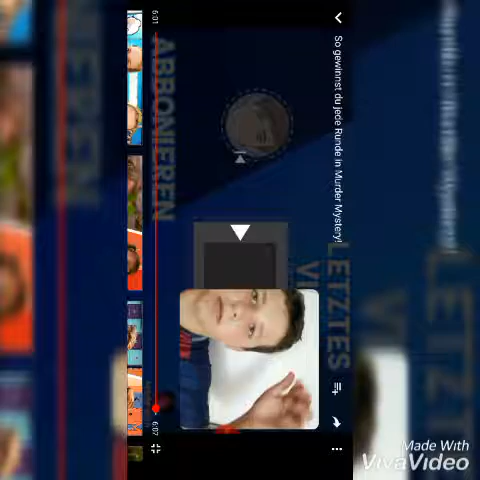 So gewinnst du jede Runde in Murder Mystery!
LETZTES
ABBONIEREN
6:01
6:07
Made With
VivaVideo